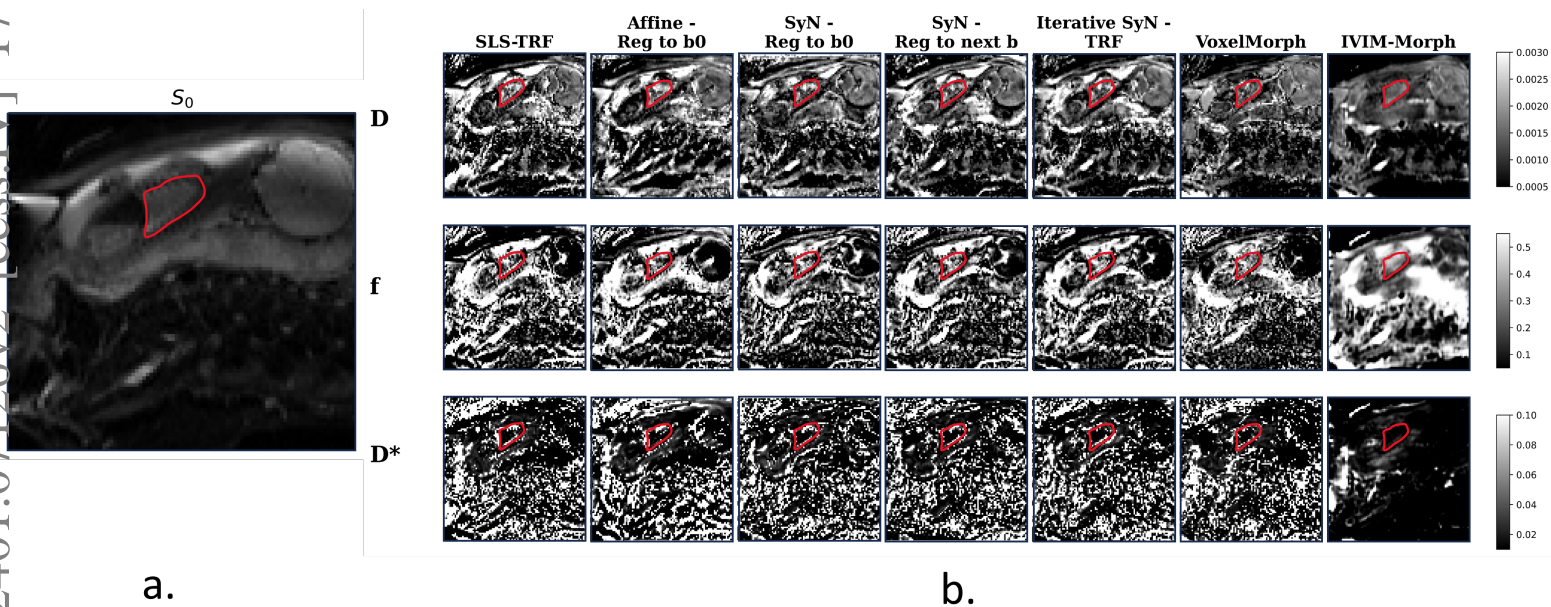 S₀
SLS-TRF
Affine -
Reg to b0
SyN -
Reg to b0
SyN -
Reg to next b
Iterative SyN -
TRF
VoxelMorph
IVIM-Morph
D
0.0030
0.0025
0.0020
0.0015
0.0010
0.0005
f
0.5
0.4
0.3
0.2
0.1
D*
0.10
0.08
0.06
0.04
0.02
a.
b.